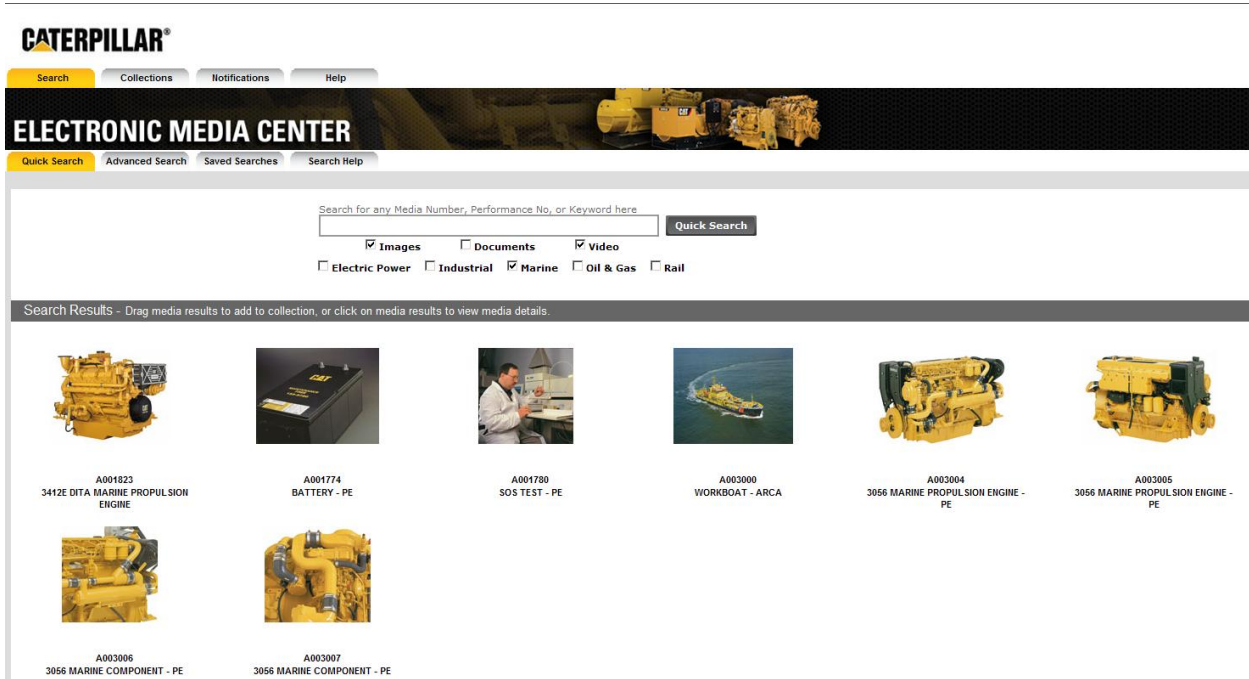 CATERPILLAR®
Search Collections Notifications Help
ELECTRONIC MEDIA CENTER
Quick Search Advanced Search Saved Searches Search Help
Search for any Media Number, Performance No, or Keyword here
Quick Search
Images Documents Video
Electric Power Industrial Marine Oil & Gas Rail
Search Results - Drag media results to add to collection, or click on media results to view media details.
CAT
A001823
3412E DITA MARINE PROPULSION
ENGINE
A001774
BATTERY - PE
A001780
SOS TEST - PE
A003000
WORKBOAT - ARCA
A003004
3056 MARINE PROPULSION ENGINE -
PE
A003005
3056 MARINE PROPULSION ENGINE -
PE
A003006
3056 MARINE COMPONENT - PE
A003007
3056 MARINE COMPONENT - PE